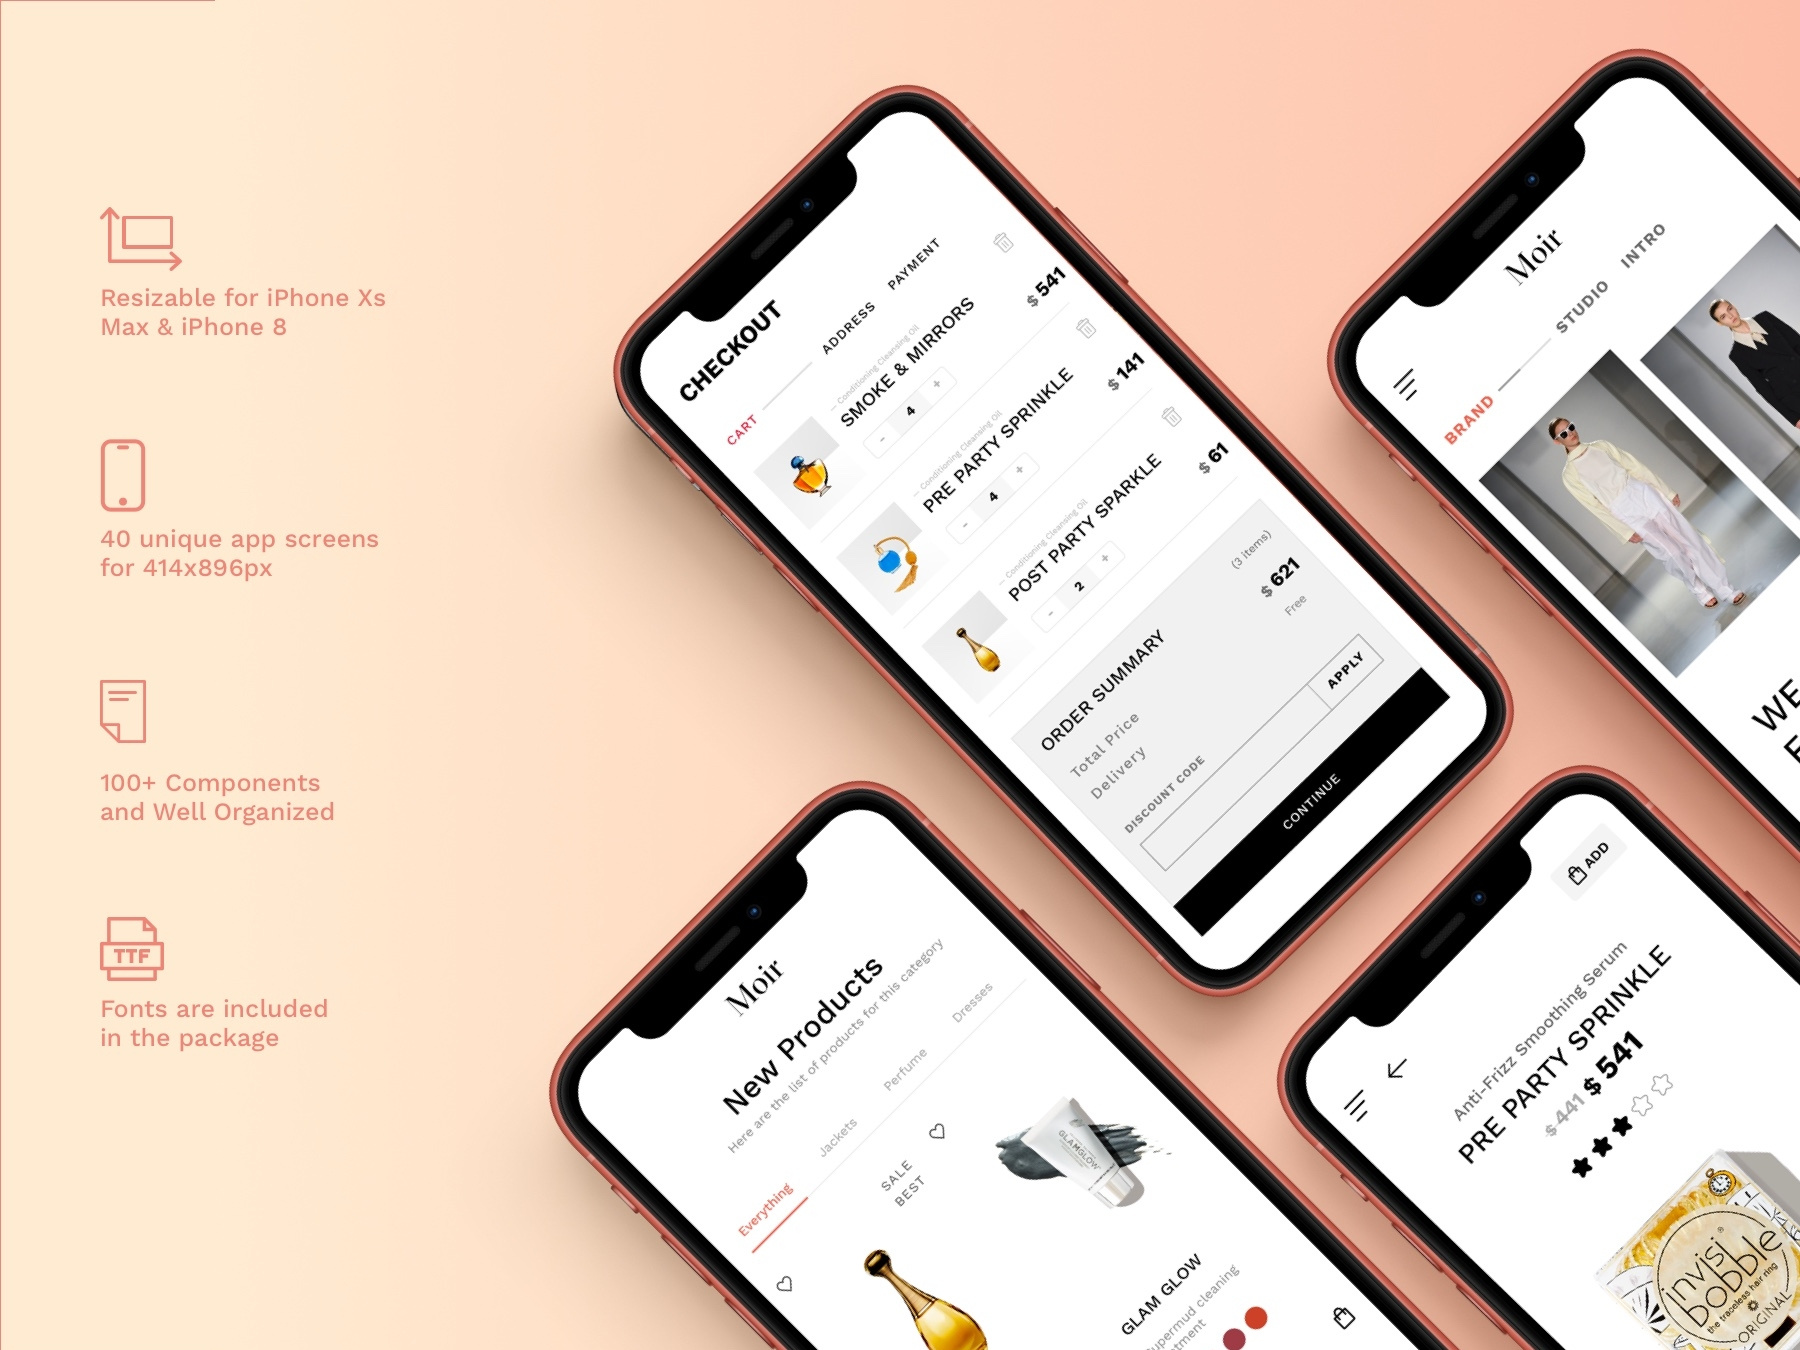 Resizable for iPhone Xs
Max & iPhone 8
40 unique app screens
for 414x896px
100+ Components
and Well Organized
TTF
Fonts are included
in the package
CHECKOUT
CART
ADDRESS
PAYMENT
— Conditioning Cleansing Oil
SMOKE & MIRRORS
$ 541
- 4 +
— Conditioning Cleansing Oil
PRE PARTY SPRINKLE
$ 141
- 4 +
— Conditioning Cleansing Oil
POST PARTY SPARKLE
$ 61
- 2 +
ORDER SUMMARY
(3 items)
Total Price
$ 621
Delivery
Free
DISCOUNT CODE
APPLY
CONTINUE
Moir
BRAND
STUDIO
INTRO
WE
Moir
New Products
Here are the list of products for this category
Everything
Jackets
Perfume
Dresses
SALE
BEST
GLAMGLOW
GLAM GLOW
upermud cleaning
tment
ADD
Anti-Frizz Smoothing Serum
PRE PARTY SPRINKLE
$ 441 $ 541
invisi
bobble
the traceless hair ring
ORIGINAL